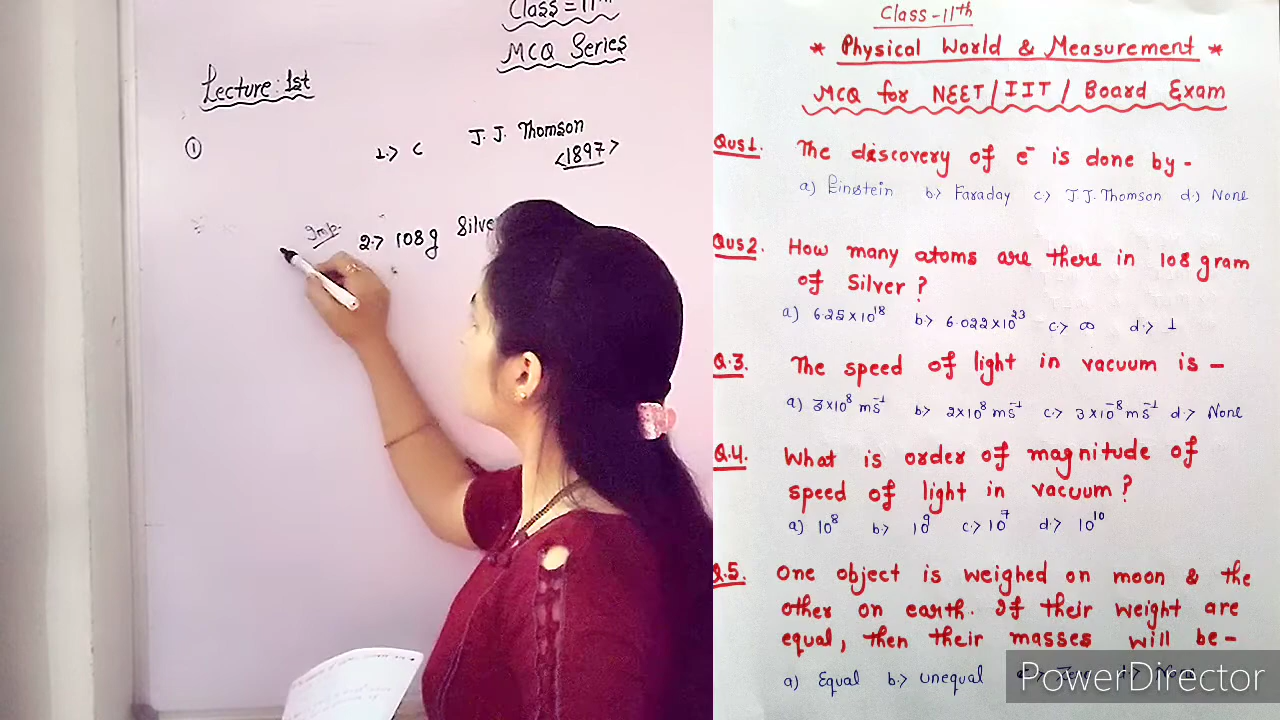 Class = 11th
MCQ Series
Lecture: 1st
①
1.> C J. J. Thomson
<1897>
Imp.
2.> 108g
Class - 11th
* Physical World & Measurement *
MCQ for NEET/IIT/Board Exam
Qus 1. The discovery of e⁻ is done by -
a) Einstein b> Faraday c> J J. Thomson d.) None
Qus 2. How many atoms are there in 108 gram
of Silver?
a) 6.25 x 10¹⁸ b> 6.022 x 10²³ c.> ∞ d.> 1
Q.3. The speed of light in vacuum is -
a) 3 x 10⁸ ms⁻¹ b> 2 x 10⁸ ms⁻¹ c.> 3 x 10⁻⁸ ms⁻¹ d.> None
Q.4. What is order of magnitude of
speed of light in vacuum?
a) 10⁸ b.> 10⁹ c.> 10⁷ d.> 10¹⁰
Q.5. One object is weighed on moon & the
other on earth. If their weight are
equal, then their masses will be -
a) Equal b.> unequal
PowerDirector